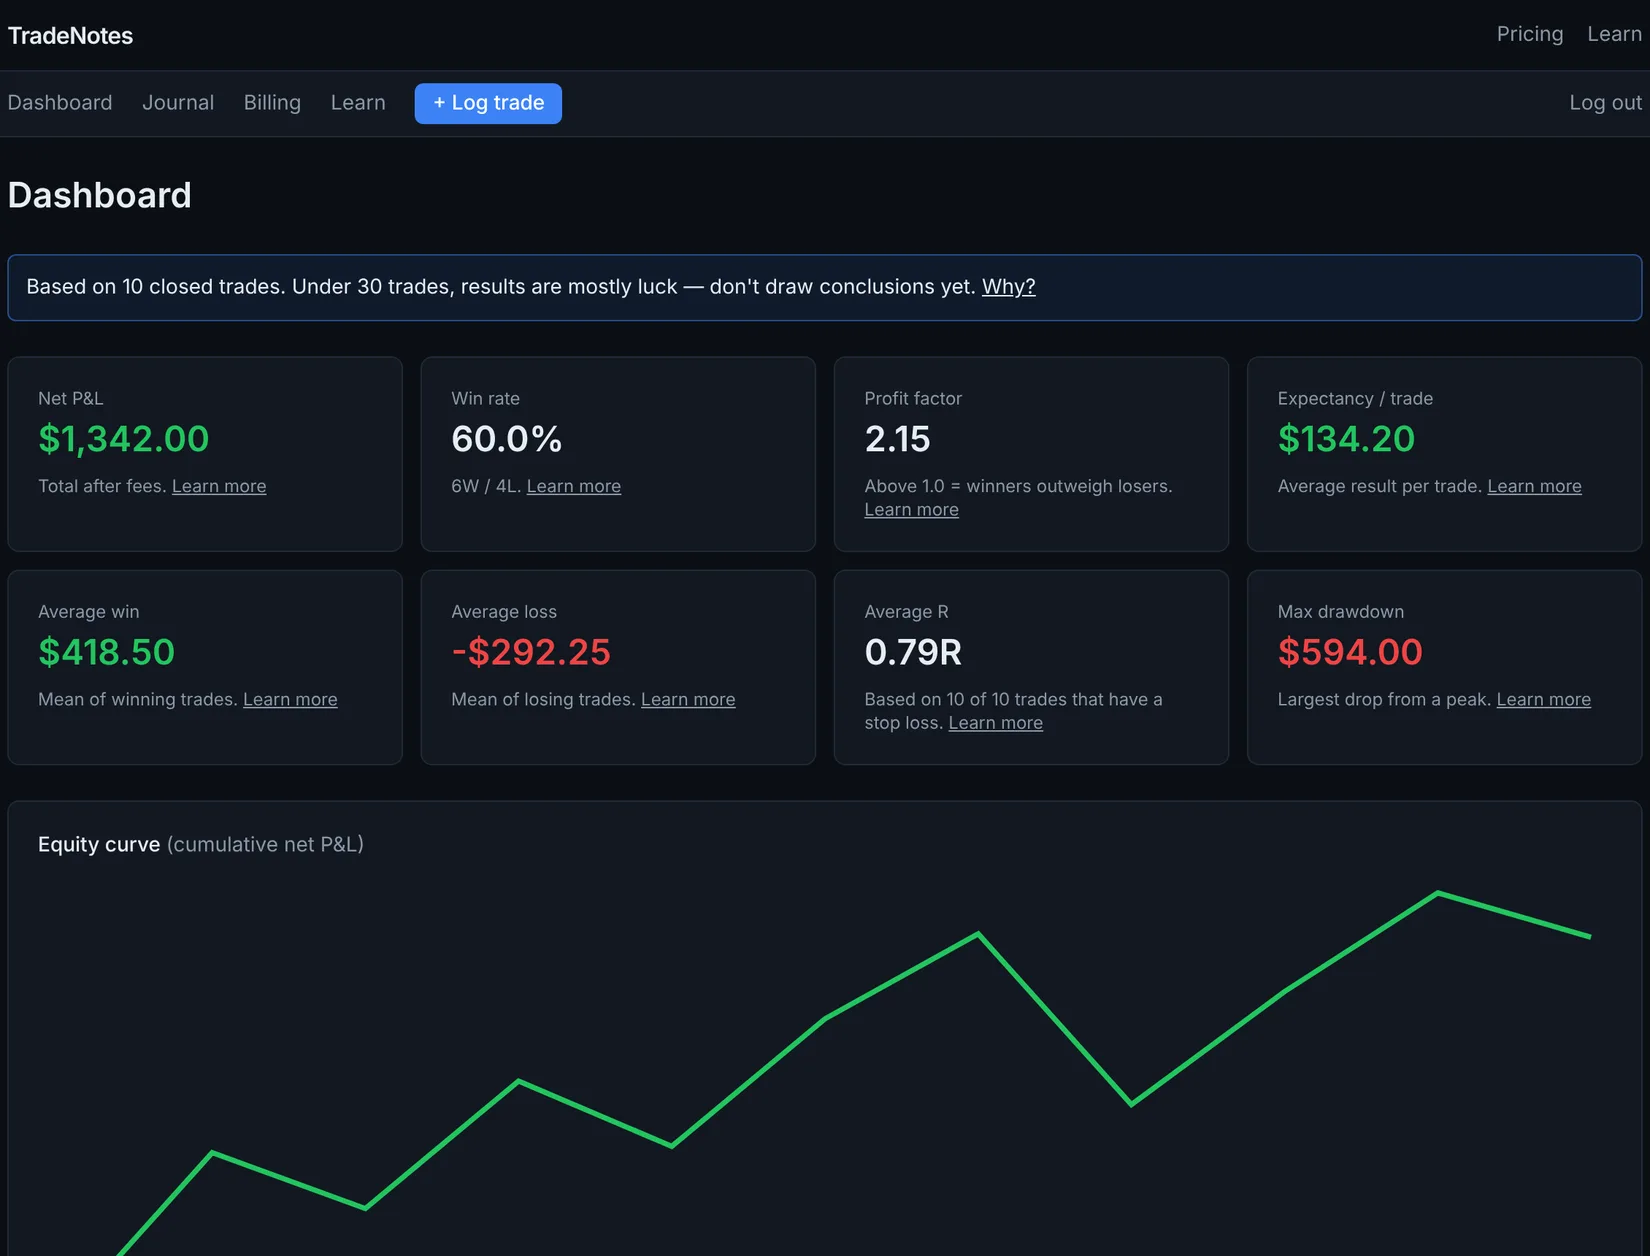 TradeNotes
Pricing Learn
Dashboard Journal Billing Learn + Log trade Log out
Dashboard
Based on 10 closed trades. Under 30 trades, results are mostly luck — don't draw conclusions yet. Why?
Net P&L
$1,342.00
Total after fees. Learn more
Win rate
60.0%
6W / 4L. Learn more
Profit factor
2.15
Above 1.0 = winners outweigh losers.
Learn more
Expectancy / trade
$134.20
Average result per trade. Learn more
Average win
$418.50
Mean of winning trades. Learn more
Average loss
-$292.25
Mean of losing trades. Learn more
Average R
0.79R
Based on 10 of 10 trades that have a
stop loss. Learn more
Max drawdown
$594.00
Largest drop from a peak. Learn more
Equity curve (cumulative net P&L)